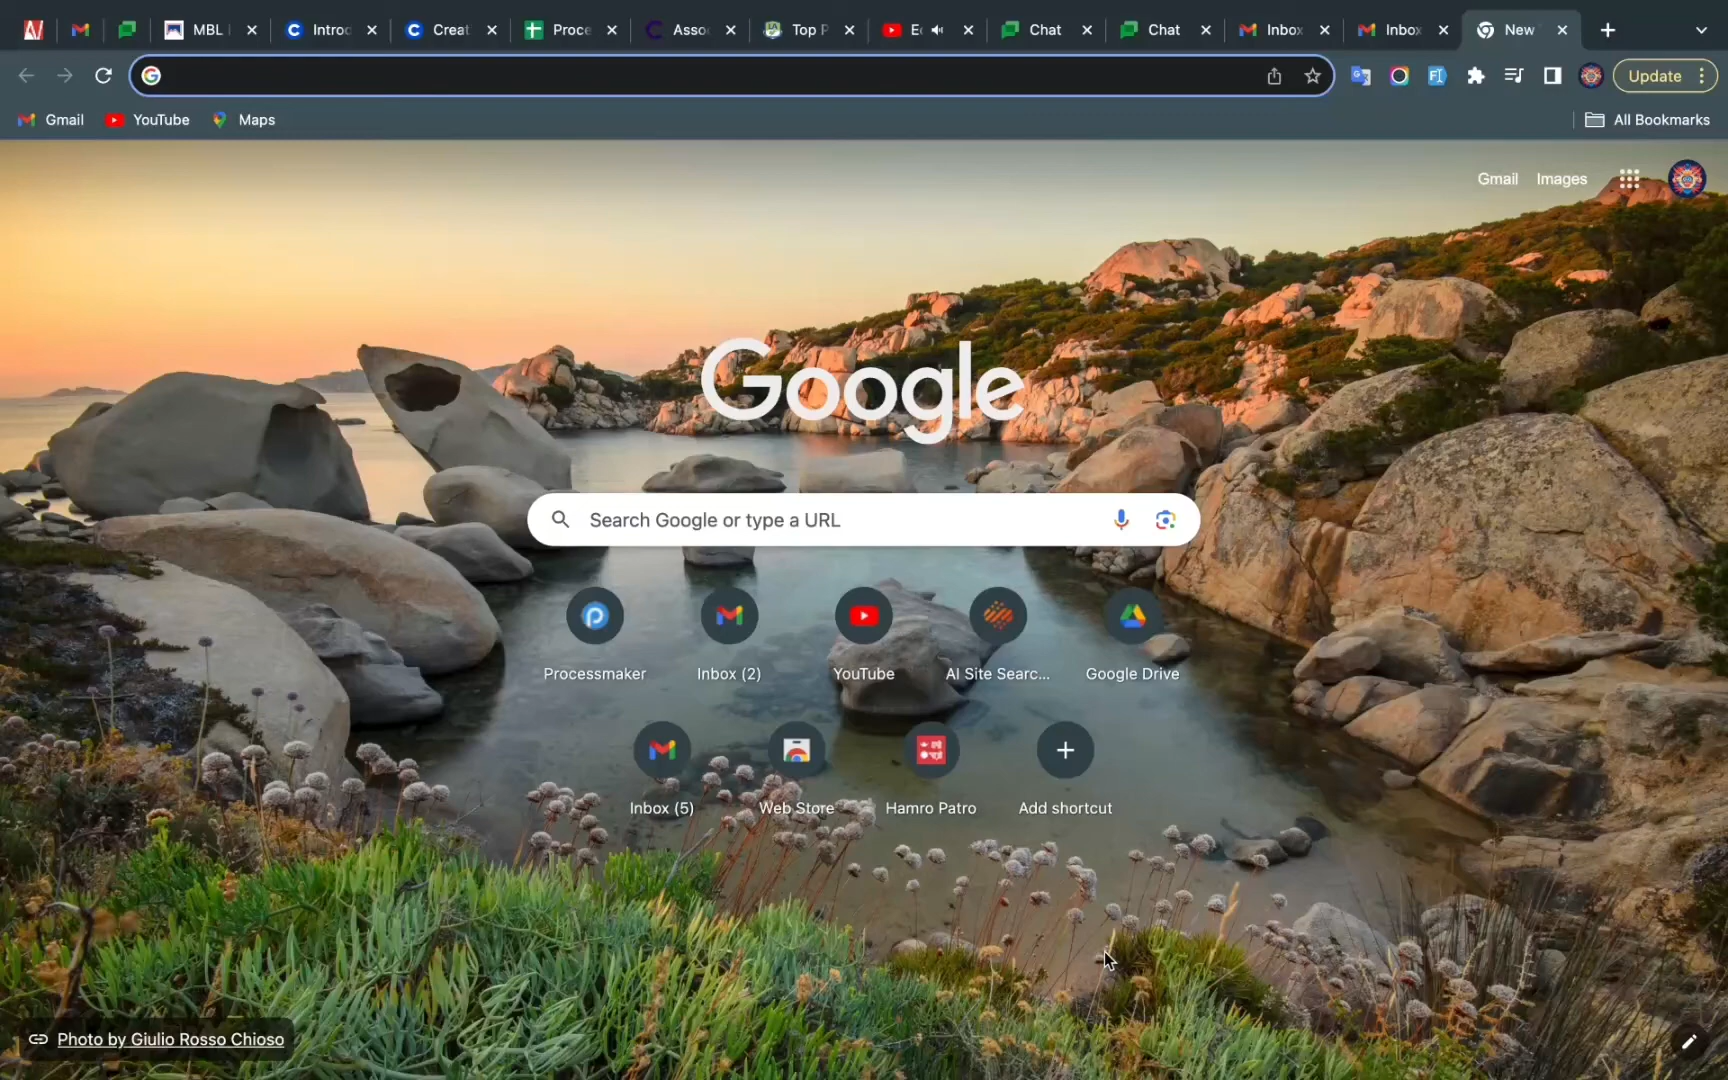 MBL
Introc
Creat
Proce
Asso
Top P
Ec
Chat
Chat
Inbox
Inbox
New
Update
Gmail
YouTube
Maps
All Bookmarks
Gmail
Images
Google
Search Google or type a URL
Processmaker
Inbox (2)
YouTube
AI Site Searc...
Google Drive
Inbox (5)
Web Store
Hamro Patro
Add shortcut
Photo by Giulio Rosso Chioso